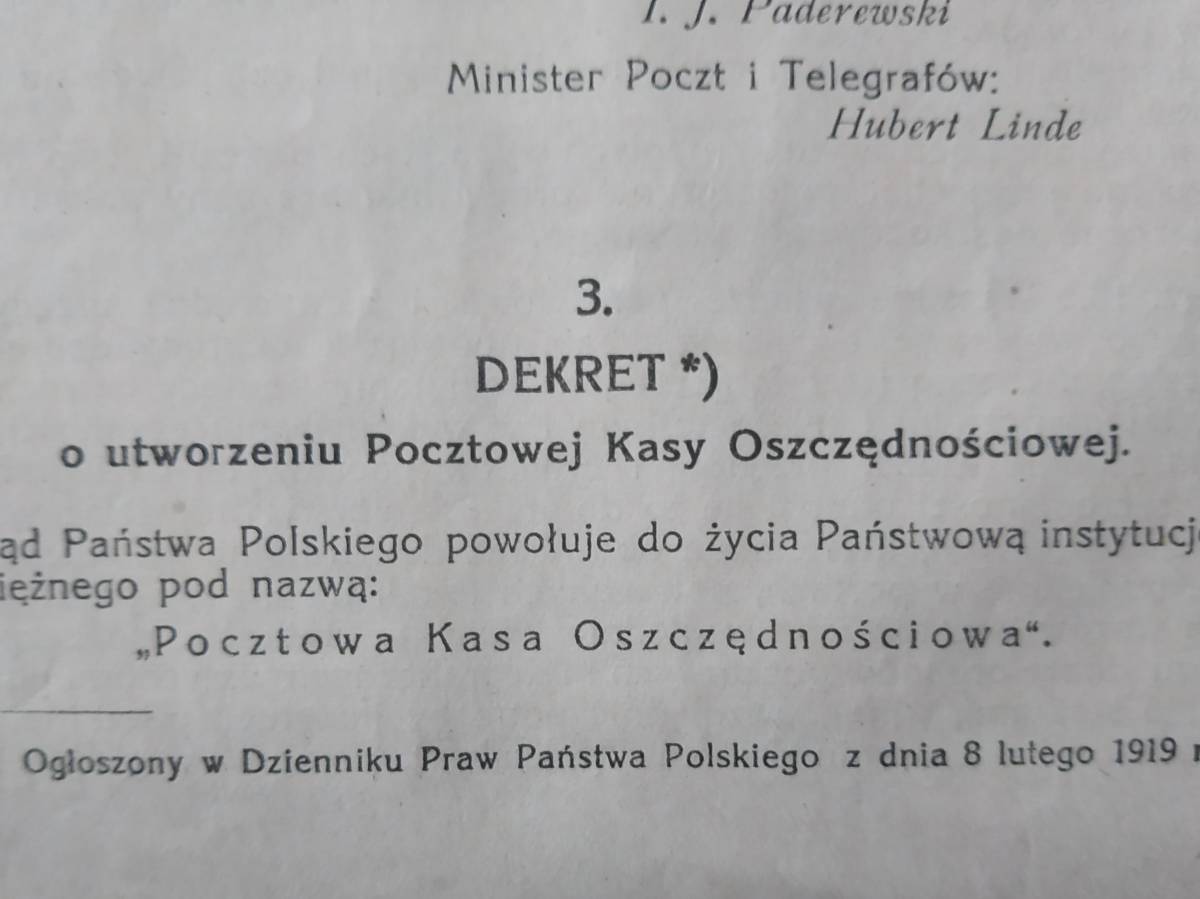 I. J. Paderewski
Minister Poczt i Telegrafów:
Hubert Linde
3.
DEKRET *)
o utworzeniu Pocztowej Kasy Oszczędnościowej.
ąd Państwa Polskiego powołuje do życia Państwową instytucj
iężnego pod nazwą:
„Pocztowa Kasa Oszczędnościowa“.
Ogłoszony w Dzienniku Praw Państwa Polskiego z dnia 8 lutego 1919 r